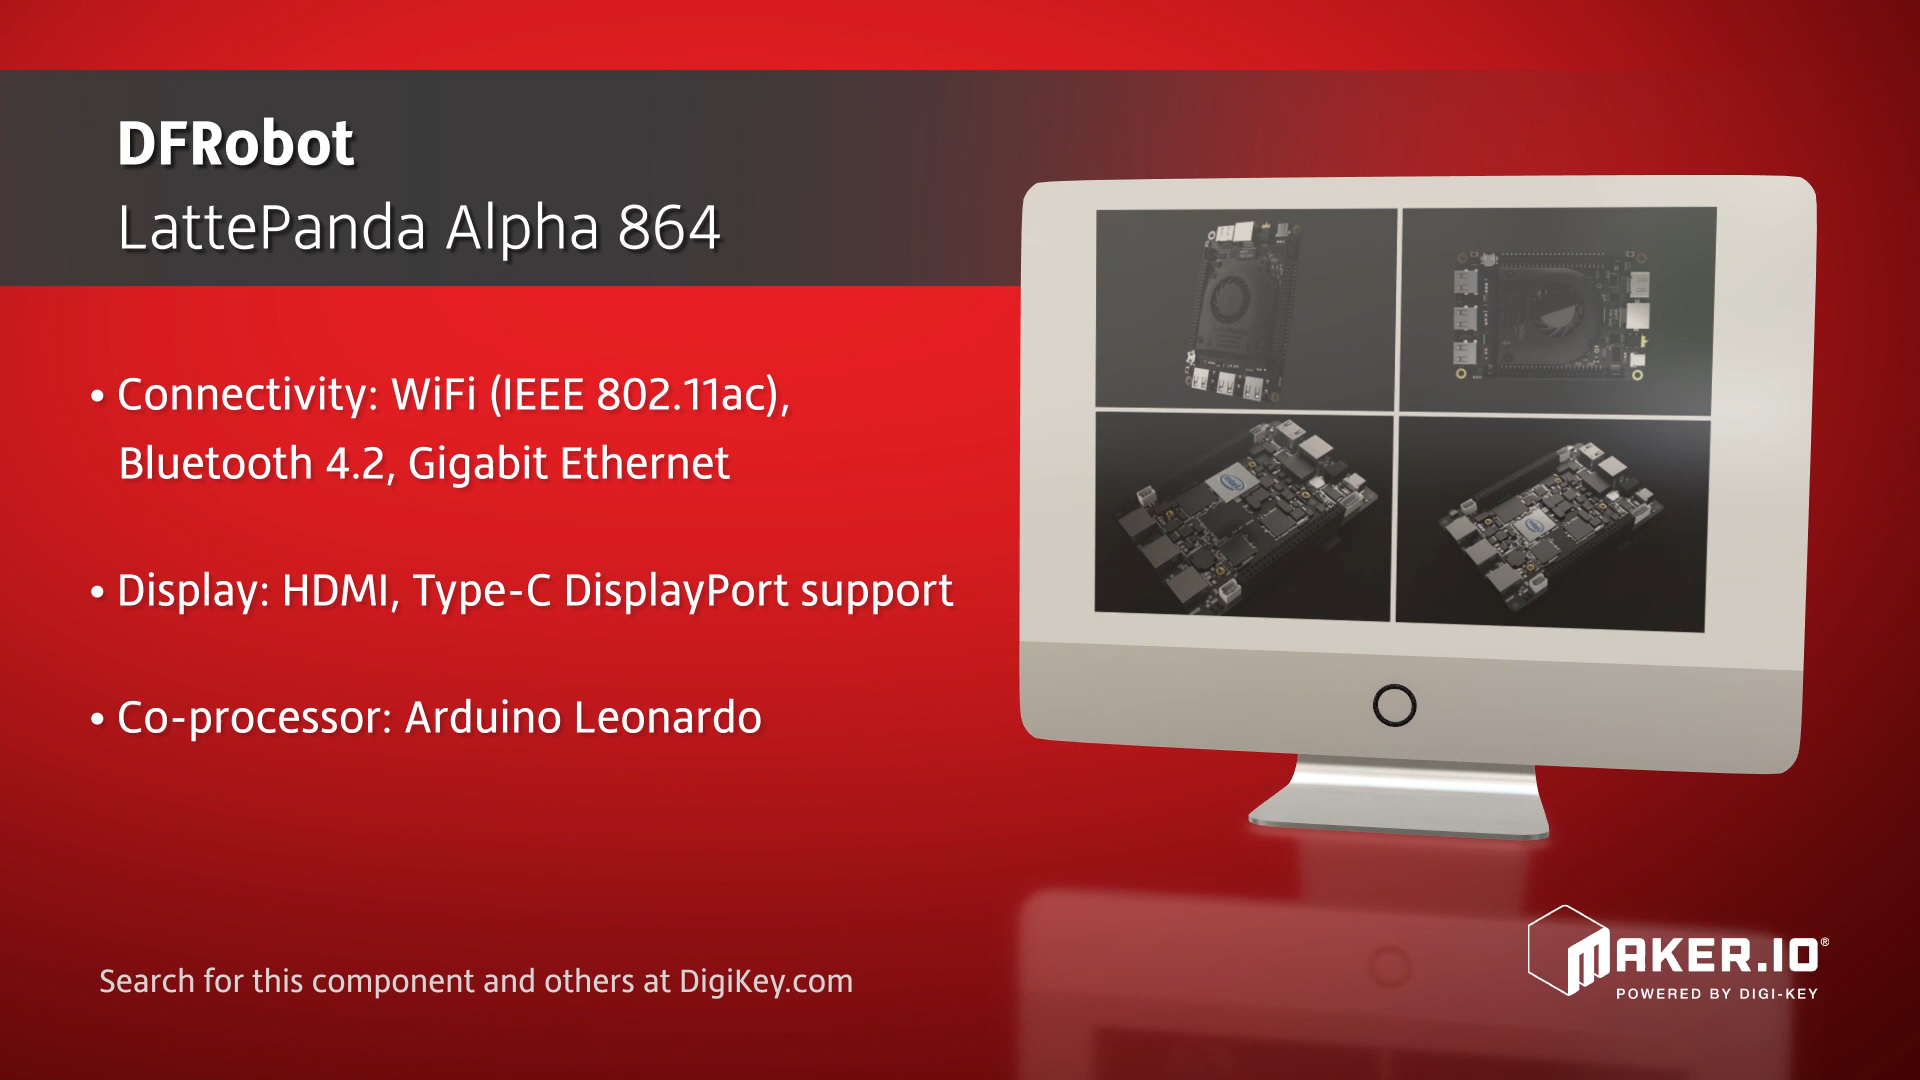 DFRobot
LattePanda Alpha 864
• Connectivity: WiFi (IEEE 802.11ac),
Bluetooth 4.2, Gigabit Ethernet
• Display: HDMI, Type-C DisplayPort support
• Co-processor: Arduino Leonardo
Search for this component and others at DigiKey.com
MAKER.IO®
POWERED BY DIGI-KEY
intel
intel